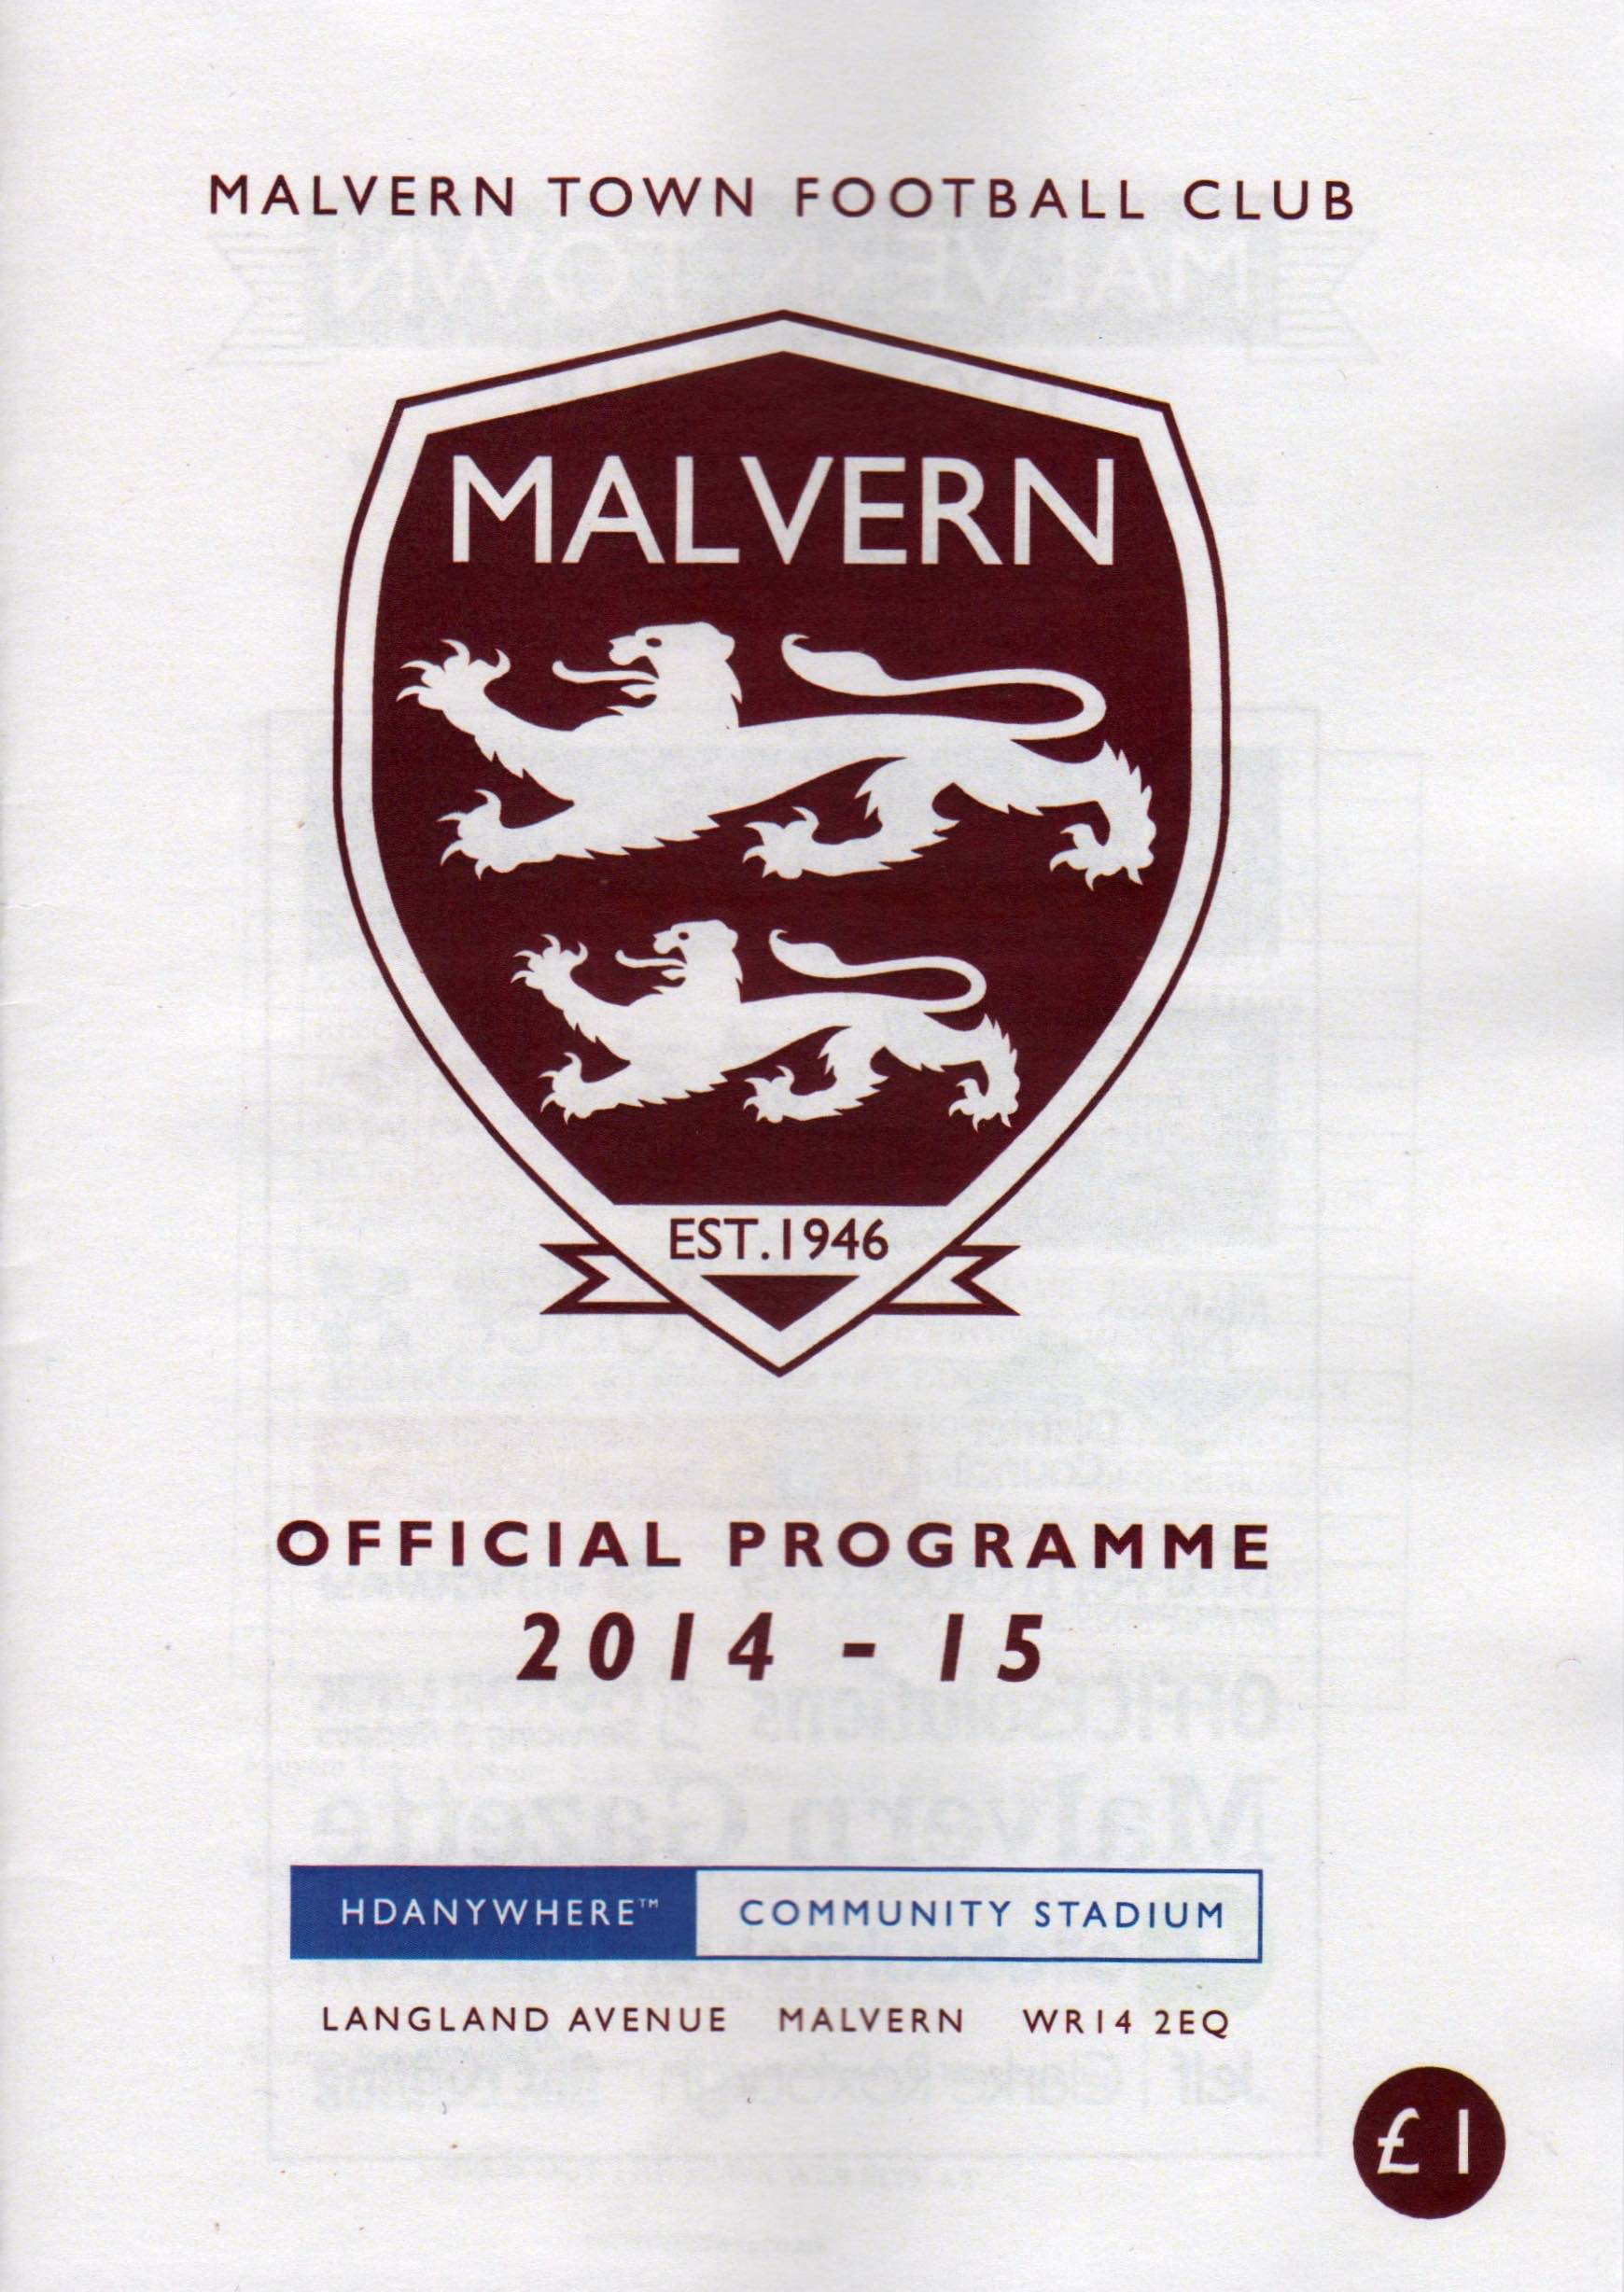 MALVERN TOWN FOOTBALL CLUB
MALVERN
EST.1946
OFFICIAL PROGRAMME
2014 - 15
HDANYWHERE™ COMMUNITY STADIUM
LANGLAND AVENUE MALVERN WR14 2EQ
£1